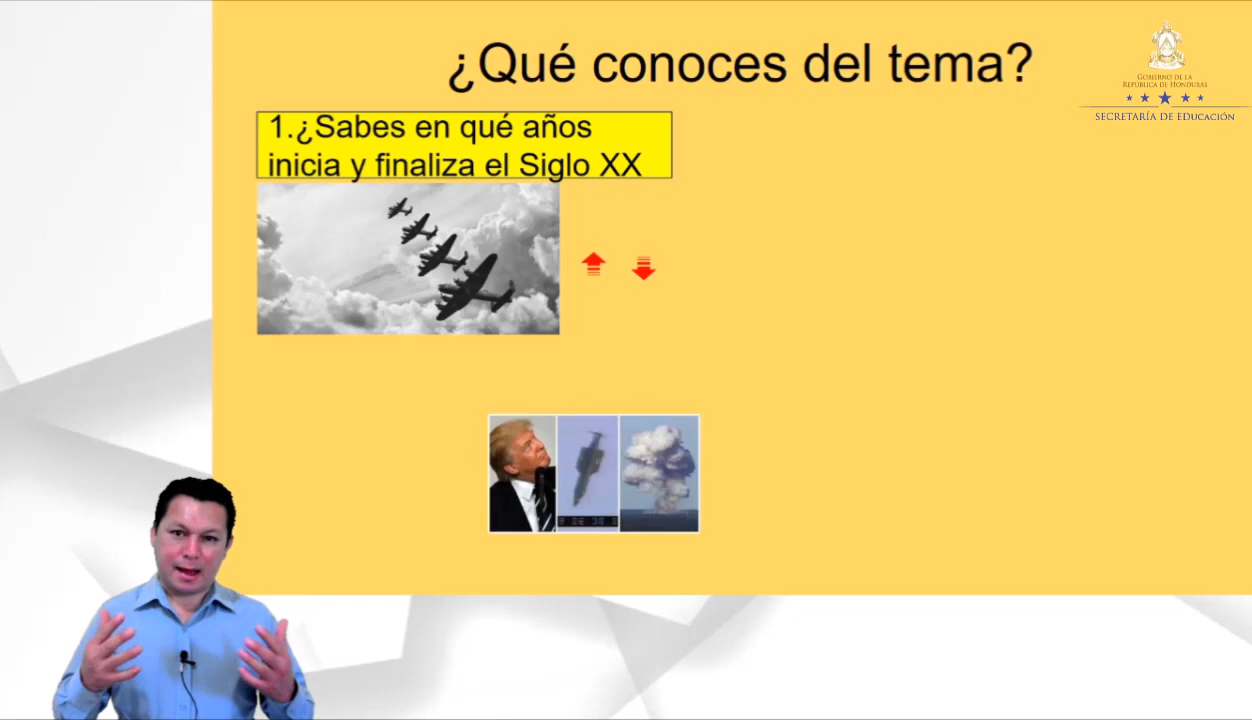 ¿Qué conoces del tema?
GOBIERNO DE LA
REPÚBLICA DE HONDURAS
SECRETARÍA DE EDUCACIÓN
1.¿Sabes en qué años
inicia y finaliza el Siglo XX